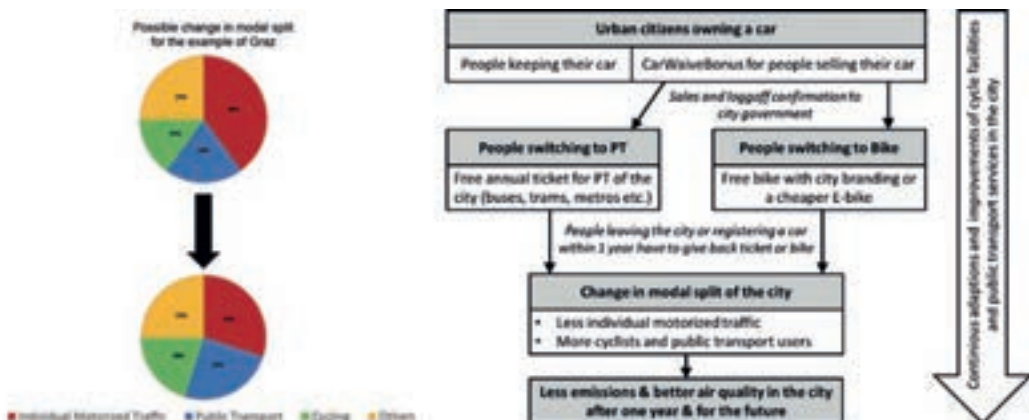 Possible change in modal split
for the example of Graz
Individual Motorized Traffic
Public Transport
Cycling
Others
Urban citizens owning a car
People keeping their car
CarWaiveBonus for people selling their car
Sales and loggoff confirmation to
city government
People switching to PT
People switching to Bike
Free annual ticket for PT of the
city (buses, trams, metros etc.)
Free bike with city branding or
a cheaper E-bike
People leaving the city or registering a car
within 1 year have to give back ticket or bike
Change in modal split of the city
• Less individual motorized traffic
• More cyclists and public transport users
Less emissions & better air quality in the city
after one year & for the future
Continious adaptions and improvements of cycle facilities
and public transport services in the city